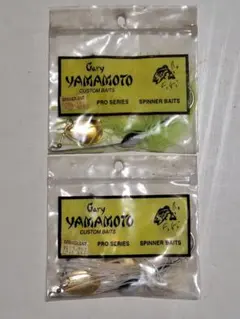 Gary
YAMAMOTO
CUSTOM BAITS
PRO SERIES SPINNER BAITS
Gary
YAMAMOTO
CUSTOM BAITS
PRO SERIES SPINNER BAITS